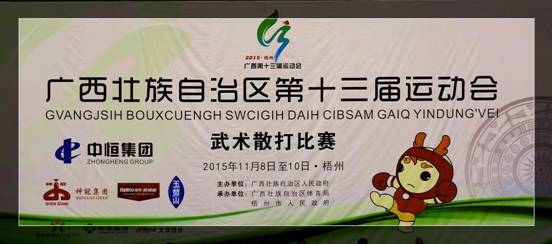 2015·梧州
广西第十三届运动会
广西壮族自治区第十三届运动会
GVANGJSIH BOUXCUENGH SWCIGIH DAIH CIBSAM GAIQ YINDUNG'VEI
武术散打比赛
中恒集团
ZHONGHENG GROUP
2015年11月8日至10日·梧州
神冠集团
主办单位：广西壮族自治区人民政府
承办单位：广西壮族自治区体育局
梧州市人民政府